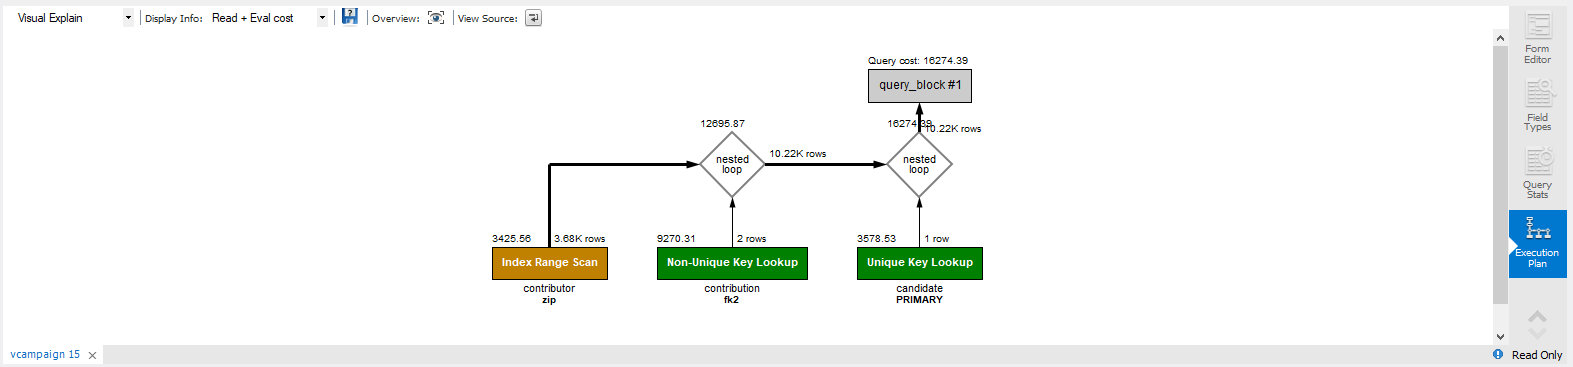 Visual Explain
Display Info:
Read + Eval cost
Overview:
View Source:
Query cost: 16274.39
query_block #1
12695.87
16274.39
10.22K rows
nested
loop
10.22K rows
nested
loop
3425.56
3.68K rows
9270.31
2 rows
3578.53
1 row
Index Range Scan
Non-Unique Key Lookup
Unique Key Lookup
contributor
zip
contribution
fk2
candidate
PRIMARY
Form
Editor
Field
Types
Query
Stats
Execution
Plan
vcampaign 15
Read Only